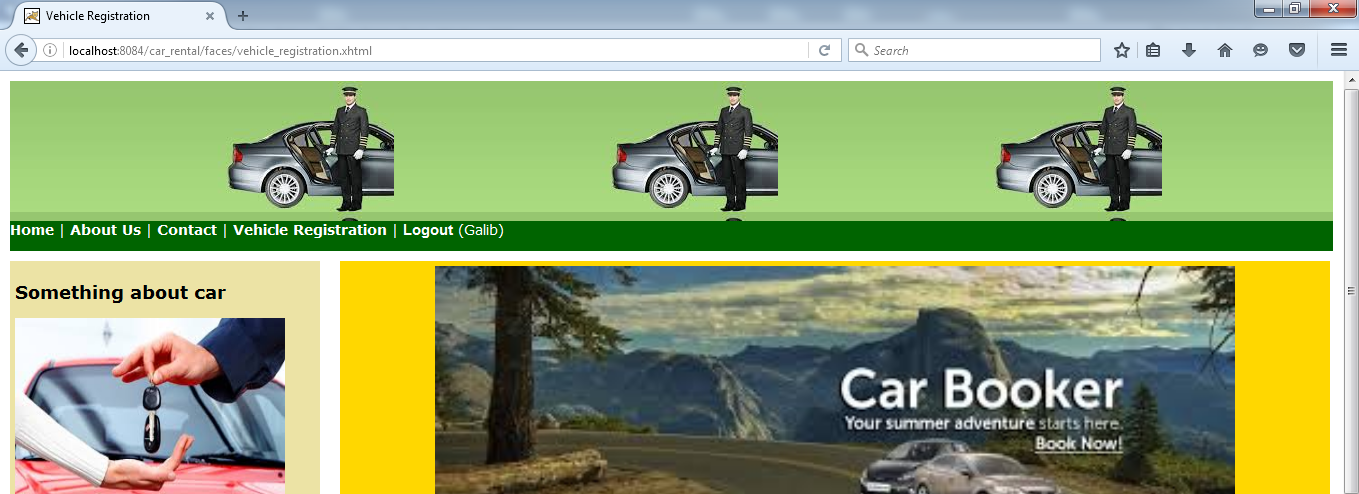 Vehicle Registration
localhost:8084/car_rental/faces/vehicle_registration.xhtml
Search
Home | About Us | Contact | Vehicle Registration | Logout (Galib)
Something about car
Car Booker
Your summer adventure starts here.
Book Now!